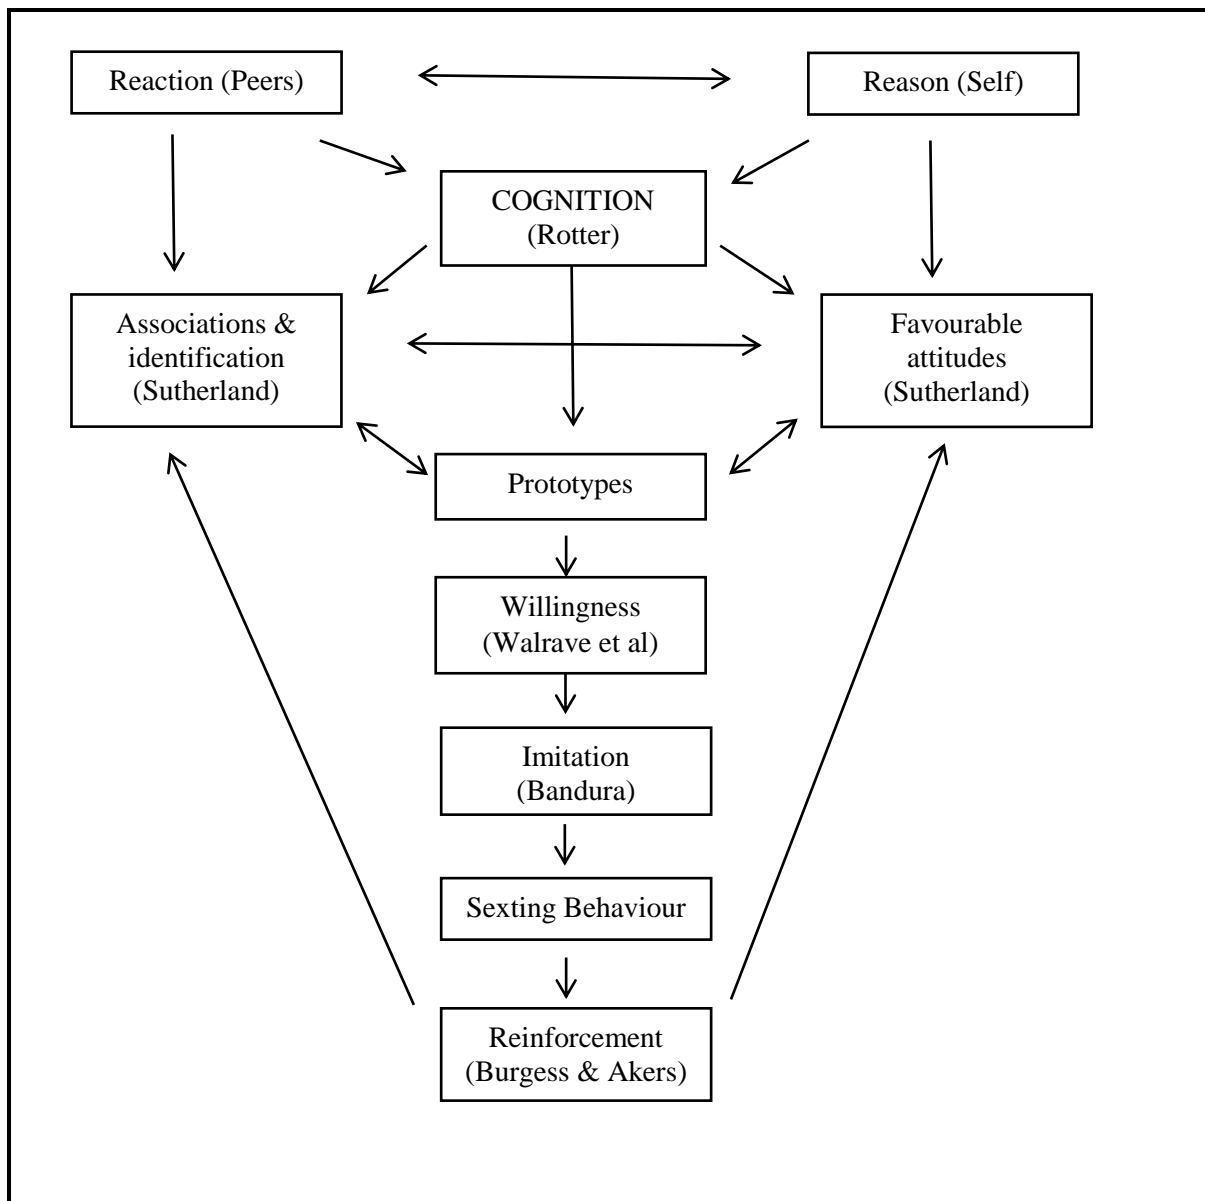 Reaction (Peers)
Reason (Self)
COGNITION
(Rotter)
Associations &
identification
(Sutherland)
Favourable
attitudes
(Sutherland)
Prototypes
Willingness
(Walrave et al)
Imitation
(Bandura)
Sexting Behaviour
Reinforcement
(Burgess & Akers)